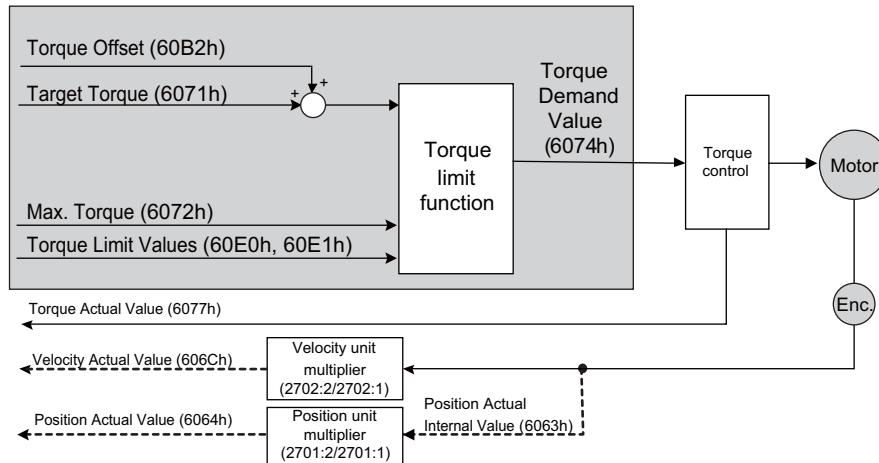 Torque Offset (60B2h)
+
+
Target Torque (6071h)
Torque
Demand
Value
(6074h)
Torque
limit
function
Torque
control
Motor
Max. Torque (6072h)
Torque Limit Values (60E0h, 60E1h)
Enc.
Torque Actual Value (6077h)
Velocity Actual Value (606Ch)
Velocity unit
multiplier
(2702:2/2702:1)
Position Actual
Internal Value (6063h)
Position Actual Value (6064h)
Position unit
multiplier
(2701:2/2701:1)